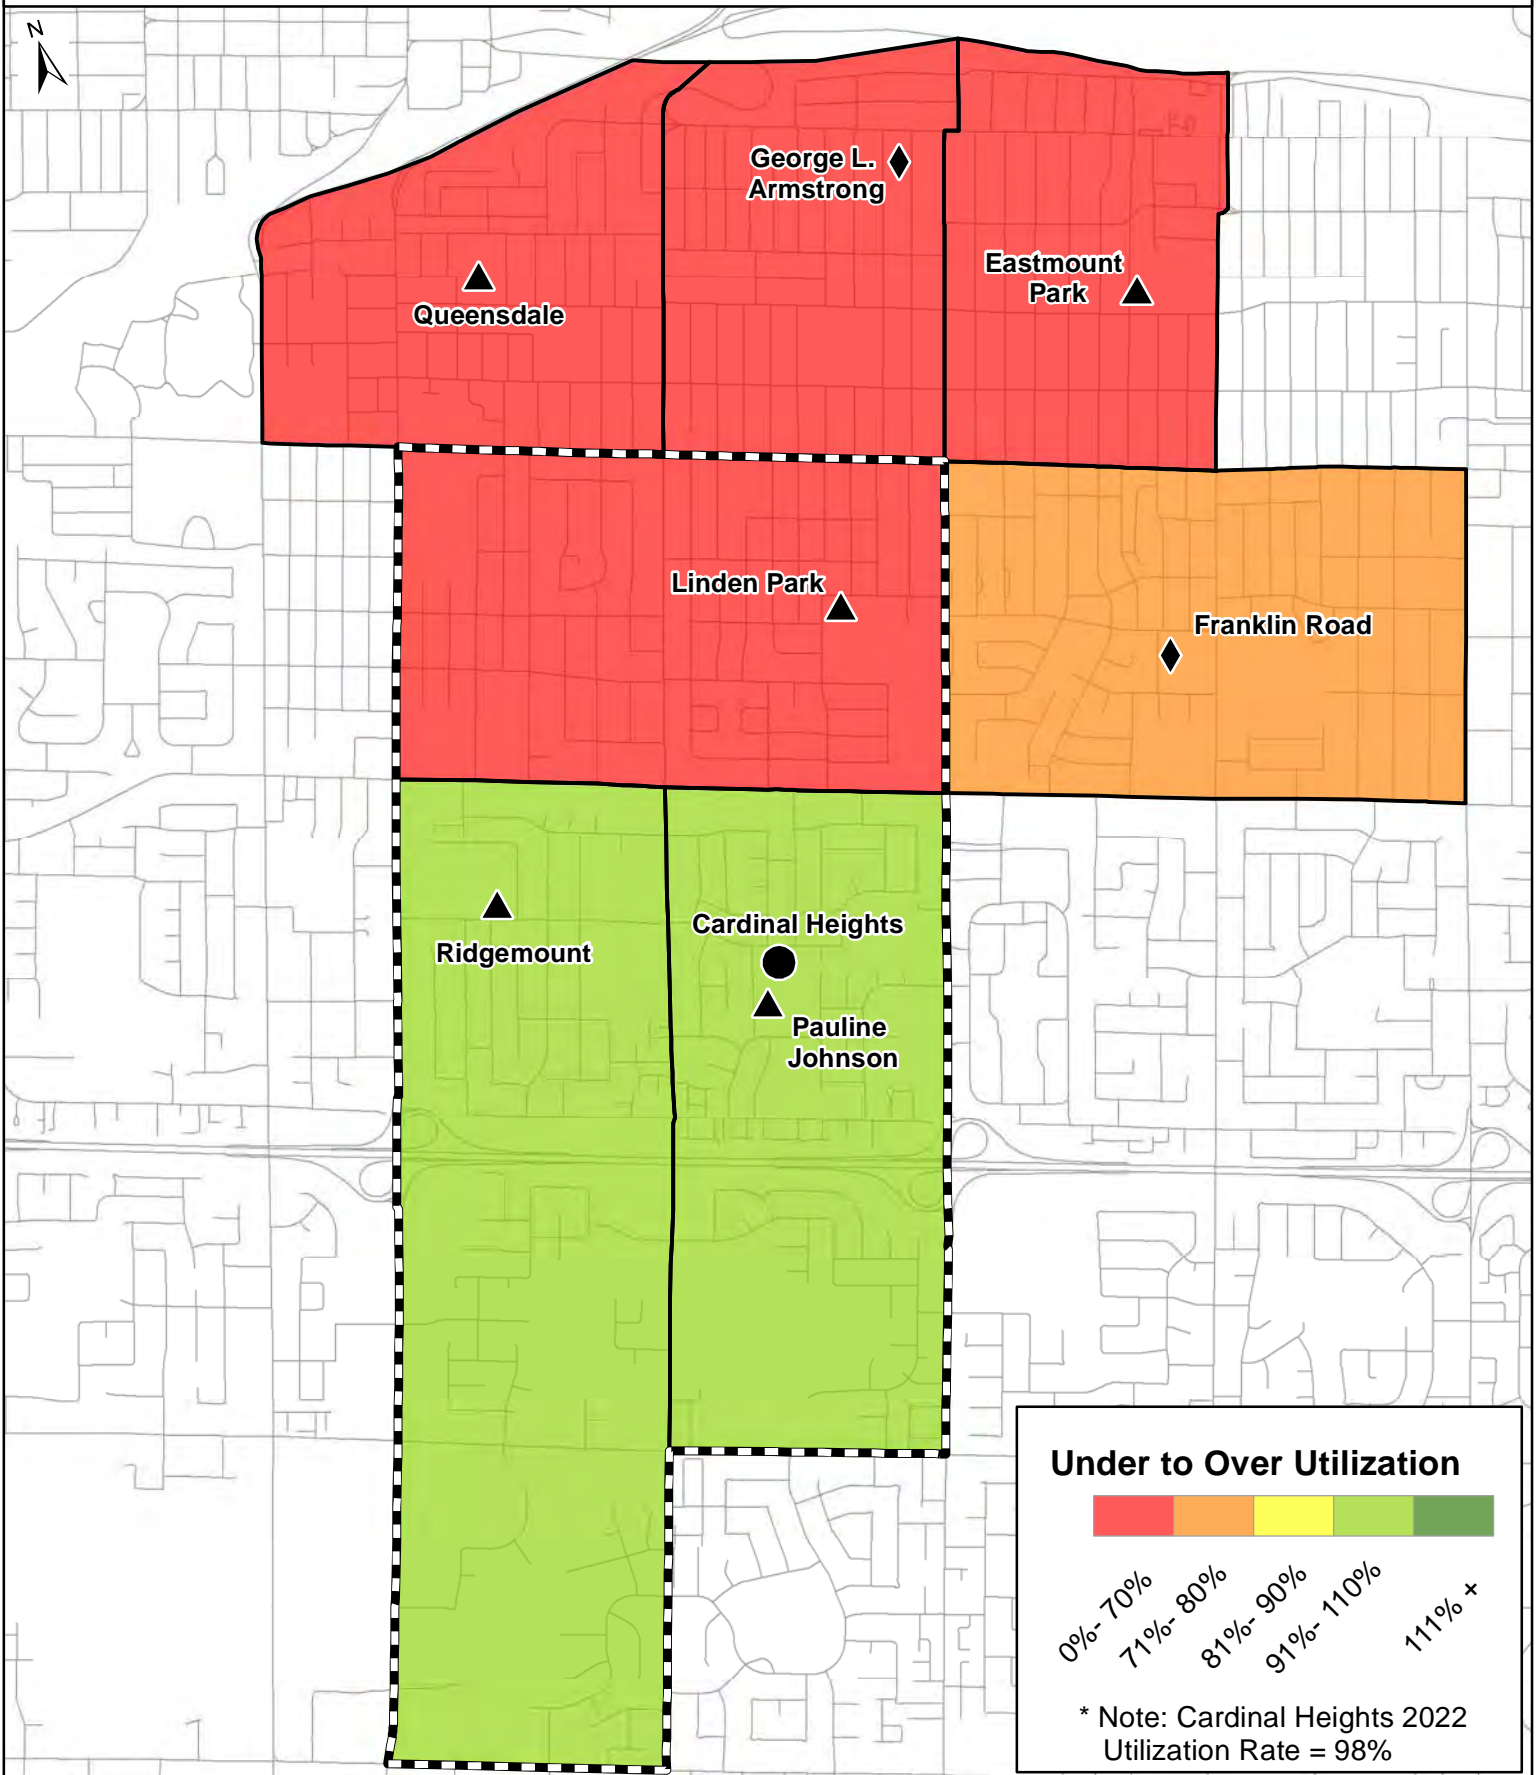 N
George L.
Armstrong
Eastmount
Park
Queensdale
Linden Park
Franklin Road
Cardinal Heights
Ridgemount
Pauline
Johnson
Under to Over Utilization
0%- 70%
71%- 80%
81%- 90%
91%- 110%
111% +
* Note: Cardinal Heights 2022
Utilization Rate = 98%